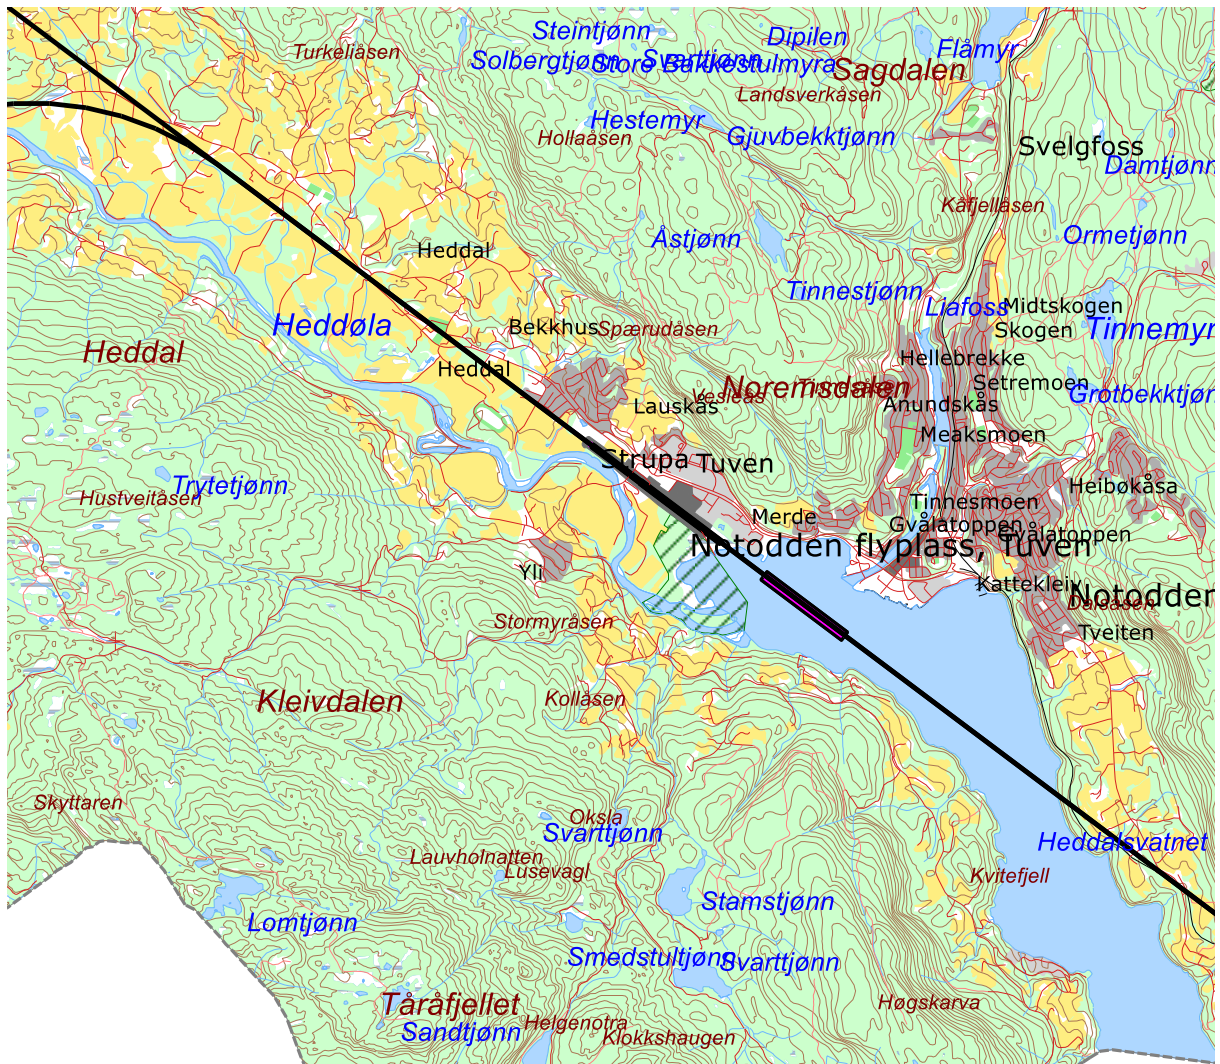 Steintjønn
Dipilen
Flåmyr
Turkeliåsen
Solbergtjønn
Svarttjønn
Store Bakkestulmyra
Sagdalen
Landsverkåsen
Hestemyr
Hollaåsen
Gjuvbekktjønn
Svelgfoss
Damtjønn
Kåfjellåsen
Åstjønn
Ormetjønn
Heddal
Tinnestjønn
Liafoss
Midtskogen
Heddøla
Bekkhus
Spærudåsen
Skogen
Tinnemyr
Heddal
Hellebrekke
Heddal
Setremoen
Noremsdalen
Vesleås
Grotbekktjøn
Lauskås
Anundskås
Meaksmoen
Strupa
Tuven
Trytetjønn
Hustveitåsen
Heibøkåsa
Tinnesmoen
Merde
Gvålatoppen
Gvålatoppen
Notodden flyplass, Tuven
Yli
Kattekleiv
Notodden
Dalsåsen
Stormyråsen
Tveiten
Kleivdalen
Kollåsen
Skyttaren
Oksla
Svarttjønn
Heddalsvatnet
Lauvholnatten
Lusevagl
Kvitefjell
Stamstjønn
Lomtjønn
Smedstultjønn
Svarttjønn
Tåråfjellet
Høgskarva
Sandtjønn
Helgenotra
Klokkshaugen